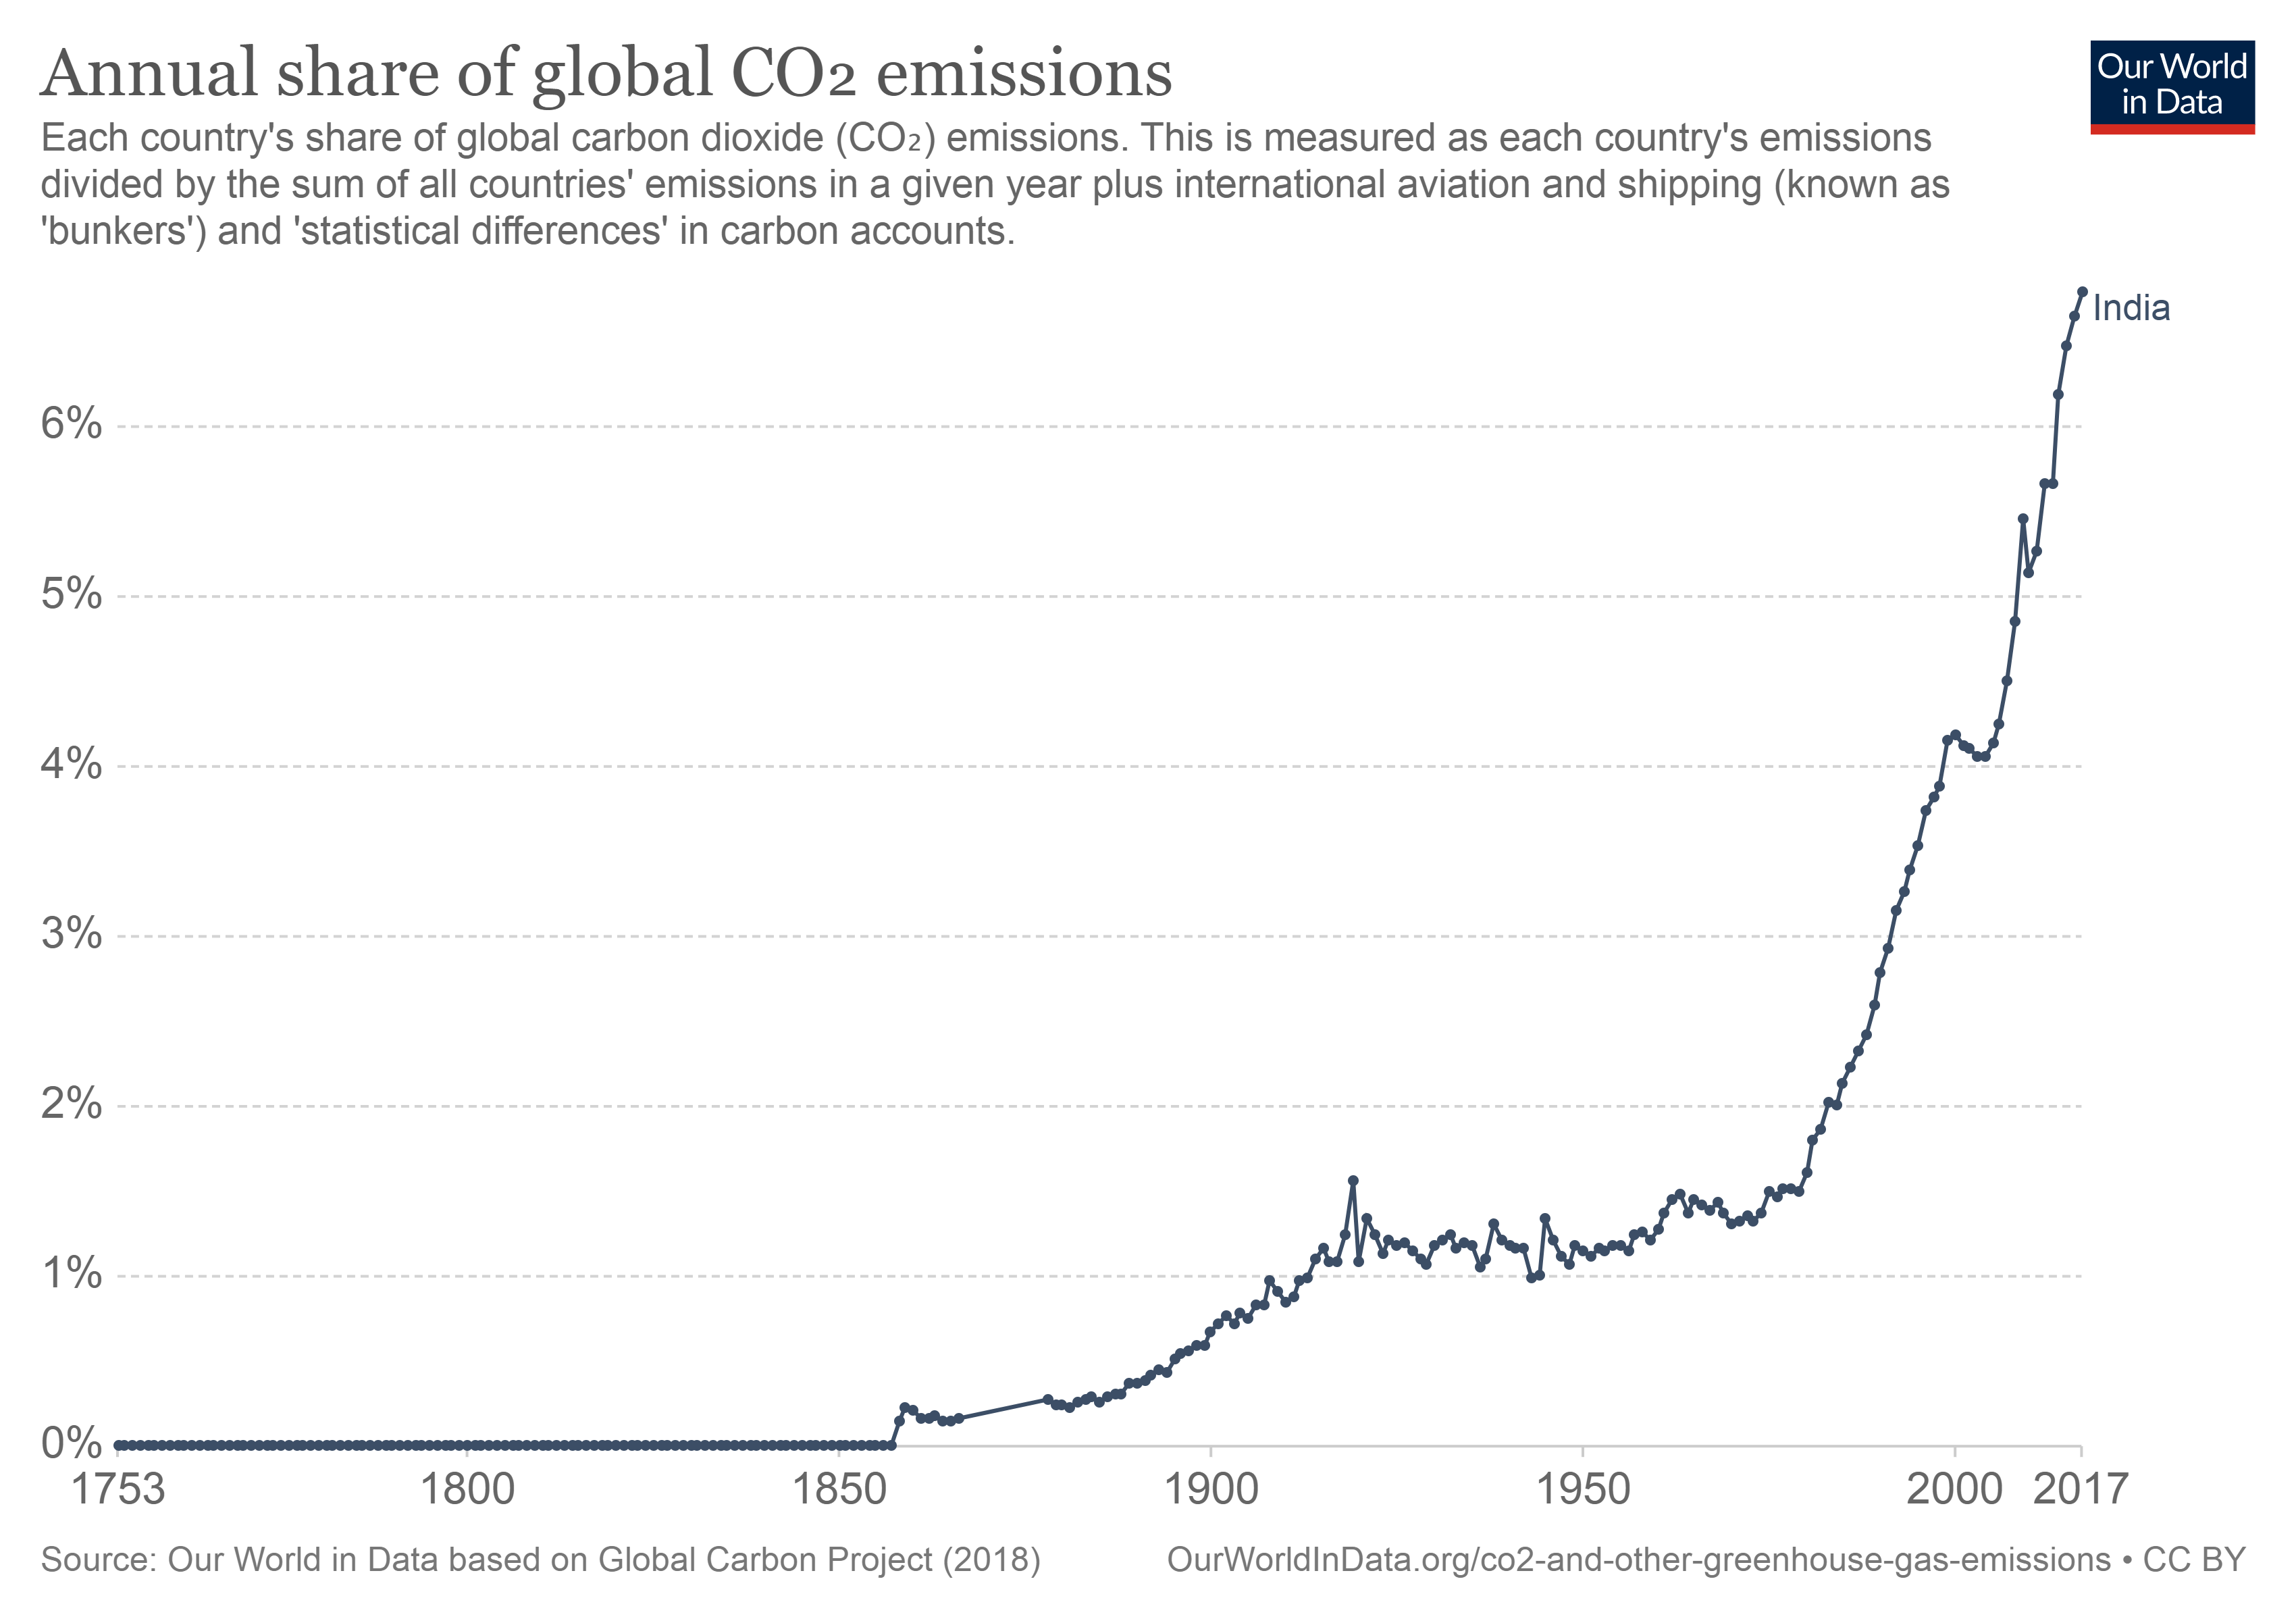 Annual share of global CO₂ emissions
Our World
in Data
Each country's share of global carbon dioxide (CO₂) emissions. This is measured as each country's emissions
divided by the sum of all countries' emissions in a given year plus international aviation and shipping (known as
'bunkers') and 'statistical differences' in carbon accounts.
India
6%
5%
4%
3%
2%
1%
0%
1753 1800 1850 1900 1950 2000 2017
Source: Our World in Data based on Global Carbon Project (2018) OurWorldInData.org/co2-and-other-greenhouse-gas-emissions • CC BY